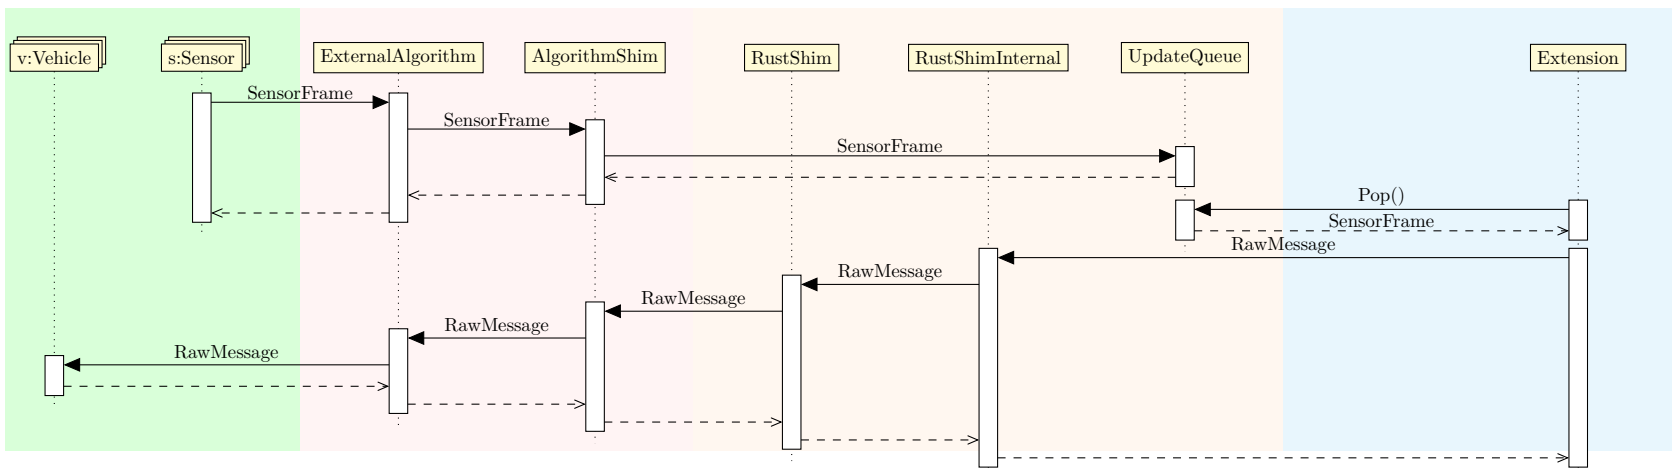 v:Vehicle
s:Sensor
ExternalAlgorithm
AlgorithmShim
RustShim
RustShimInternal
UpdateQueue
Extension
SensorFrame
SensorFrame
SensorFrame
Pop()
SensorFrame
RawMessage
RawMessage
RawMessage
RawMessage
RawMessage